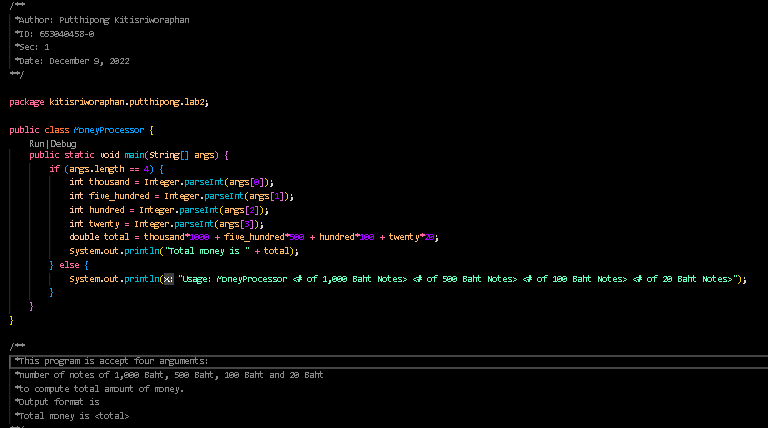 /**
*Author: Putthipong Kitisriworaphan
*ID: 653040458-0
*Sec: 1
*Date: December 9, 2022
**/
package kitisriworaphan.putthipong.lab2;
public class MoneyProcessor {
Run|Debug
public static void main(String[] args) {
if (args.length == 4) {
int thousand = Integer.parseInt(args[0]);
int five_hundred = Integer.parseInt(args[1]);
int hundred = Integer.parseInt(args[2]);
int twenty = Integer.parseInt(args[3]);
double total = thousand*1000 + five_hundred*500 + hundred*100 + twenty*20;
System.out.println("Total money is " + total);
} else {
System.out.println(x: "Usage: MoneyProcessor <# of 1,000 Baht Notes> <# of 500 Baht Notes> <# of 100 Baht Notes> <# of 20 Baht Notes>");
}
}
}
/**
*This program is accept four arguments:
*number of notes of 1,000 Baht, 500 Baht, 100 Baht and 20 Baht
*to compute total amount of money.
*Output format is
*Total money is <total>
**/